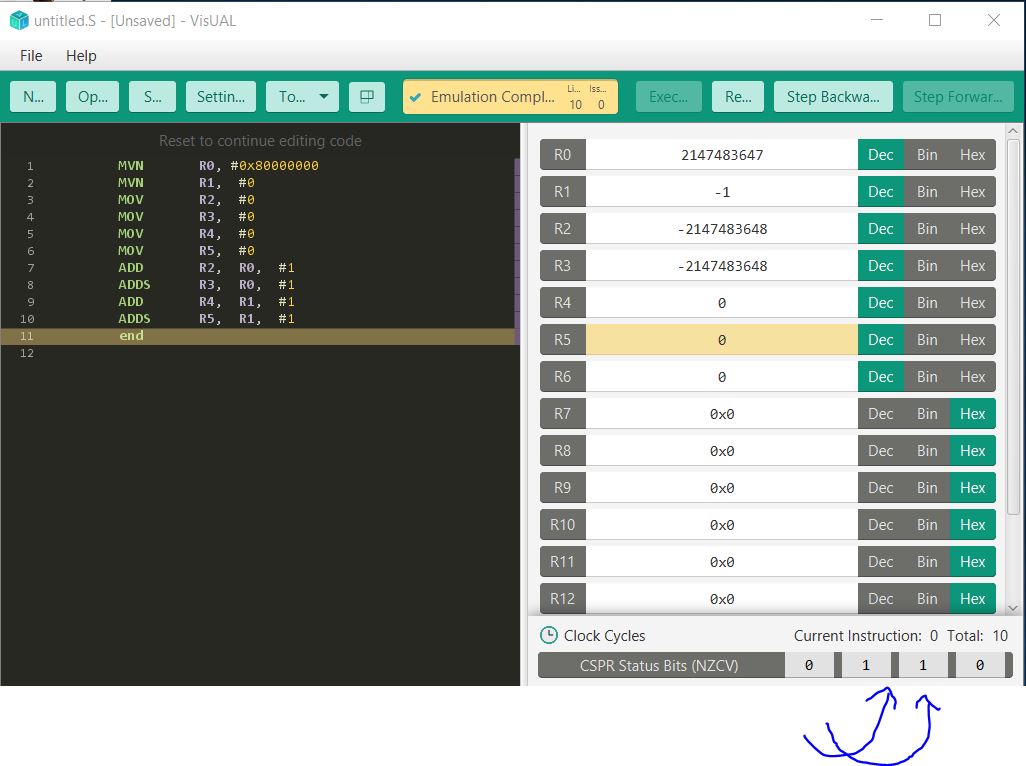 untitled.S - [Unsaved] - VisUAL
File Help
N... Op... S... Settin... To... Emulation Compl... Li... 10 Iss... 0 Exec... Re... Step Backwa... Step Forwar...
Reset to continue editing code
1 MVN R0, #0x80000000
2 MVN R1, #0
3 MOV R2, #0
4 MOV R3, #0
5 MOV R4, #0
6 MOV R5, #0
7 ADD R2, R0, #1
8 ADDS R3, R0, #1
9 ADD R4, R1, #1
10 ADDS R5, R1, #1
11 end
12
R0 2147483647 Dec Bin Hex
R1 -1 Dec Bin Hex
R2 -2147483648 Dec Bin Hex
R3 -2147483648 Dec Bin Hex
R4 0 Dec Bin Hex
R5 0 Dec Bin Hex
R6 0 Dec Bin Hex
R7 0x0 Dec Bin Hex
R8 0x0 Dec Bin Hex
R9 0x0 Dec Bin Hex
R10 0x0 Dec Bin Hex
R11 0x0 Dec Bin Hex
R12 0x0 Dec Bin Hex
Clock Cycles Current Instruction: 0 Total: 10
CSPR Status Bits (NZCV) 0 1 1 0